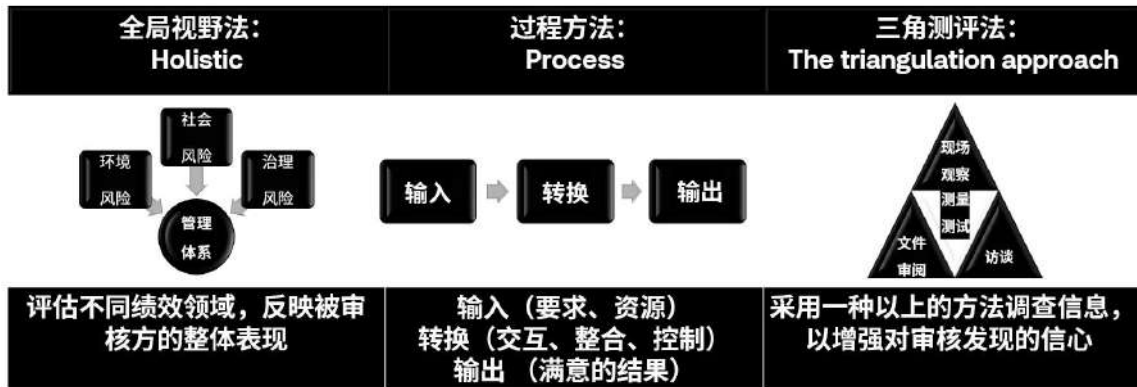 全局视野法：
Holistic
过程方法：
Process
三角测评法：
The triangulation approach
社会
风险
环境
风险
治理
风险
管理
体系
输入
转换
输出
现场
观察
测量
测试
文件
审阅
访谈
评估不同绩效领域，反映被审
核方的整体表现
输入（要求、资源）
转换（交互、整合、控制）
输出 （满意的结果）
采用一种以上的方法调查信息，
以增强对审核发现的信心